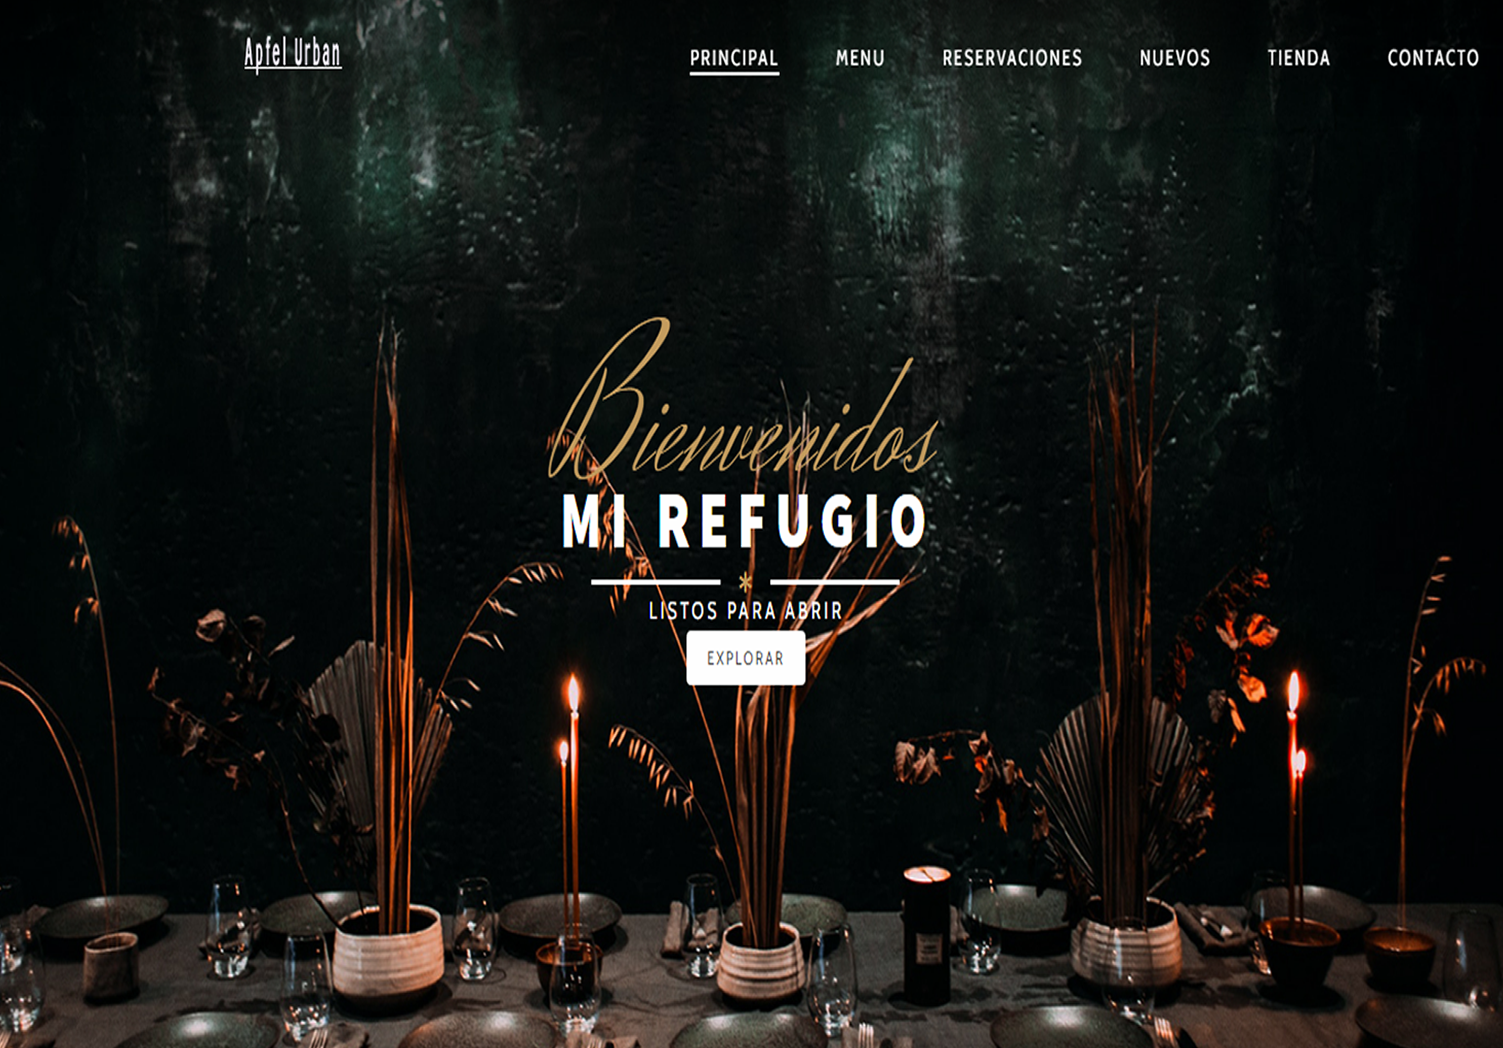 Apfel Urban
PRINCIPAL MENU RESERVACIONES NUEVOS TIENDA CONTACTO
Bienvenidos
MI REFUGIO
*
LISTOS PARA ABRIR
EXPLORAR